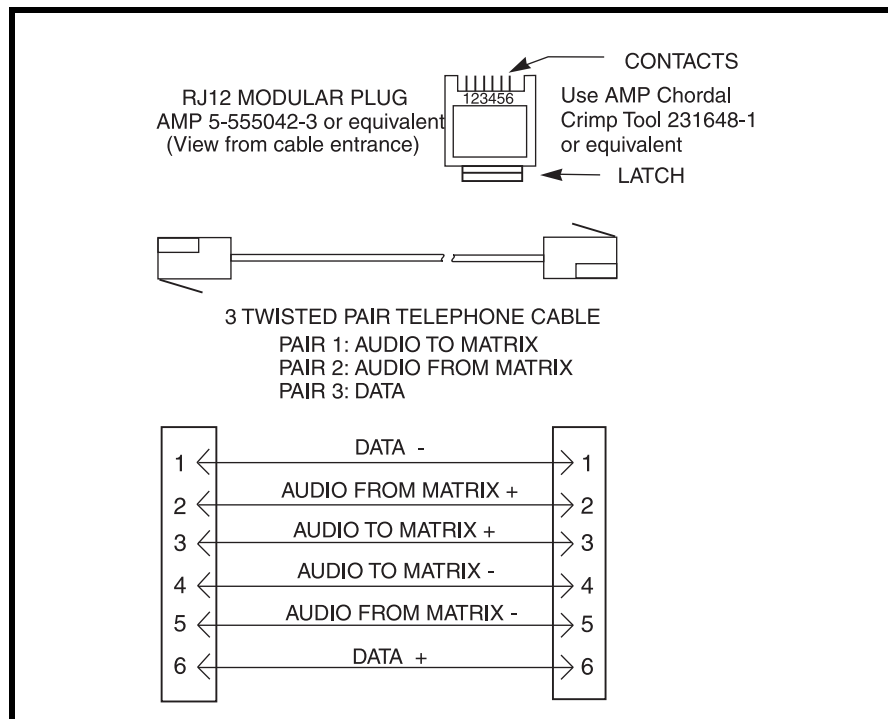 CONTACTS
123456
RJ12 MODULAR PLUG
AMP 5-555042-3 or equivalent
(View from cable entrance)
Use AMP Chordal
Crimp Tool 231648-1
or equivalent
LATCH
3 TWISTED PAIR TELEPHONE CABLE
PAIR 1: AUDIO TO MATRIX
PAIR 2: AUDIO FROM MATRIX
PAIR 3: DATA
1 DATA - 1
2 AUDIO FROM MATRIX + 2
3 AUDIO TO MATRIX + 3
4 AUDIO TO MATRIX - 4
5 AUDIO FROM MATRIX - 5
6 DATA + 6